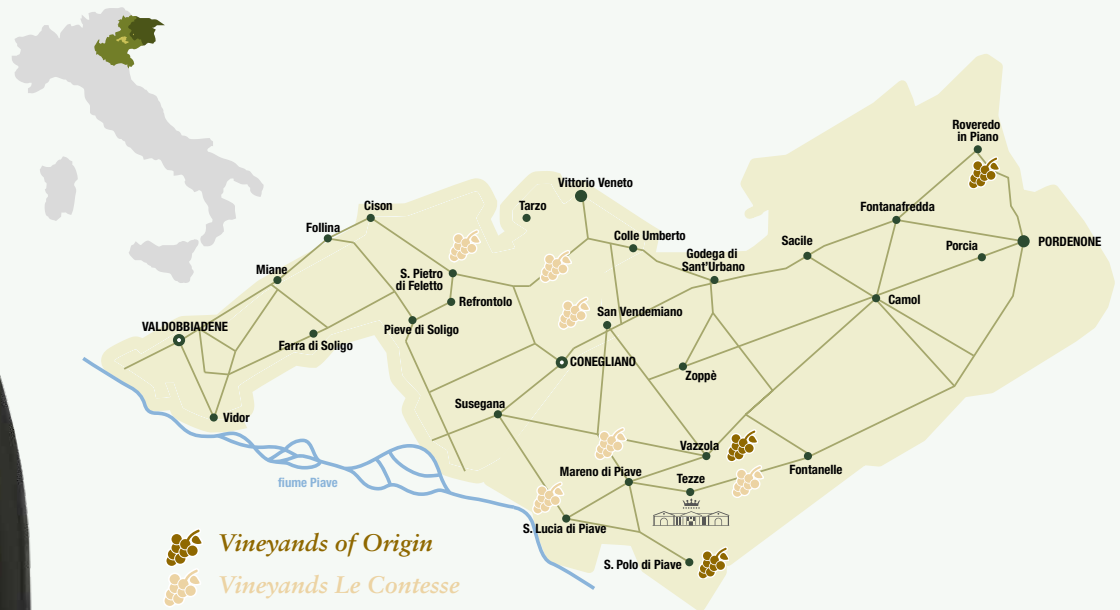 Roveredo
in Piano
Vittorio Veneto
Cison
Tarzo
Fontanafredda
Follina
Colle Umberto
Sacile
Porcia
PORDENONE
Godega di
Sant'Urbano
Miane
S. Pietro
di Feletto
Refrontolo
Camol
San Vendemiano
VALDOBBIADENE
Pieve di Soligo
Farra di Soligo
CONEGLIANO
Zoppè
Susegana
Vidor
Vazzola
Fontanelle
Mareno di Piave
Tezze
fiume Piave
S. Lucia di Piave
S. Polo di Piave
Vineyands of Origin
Vineyands Le Contesse